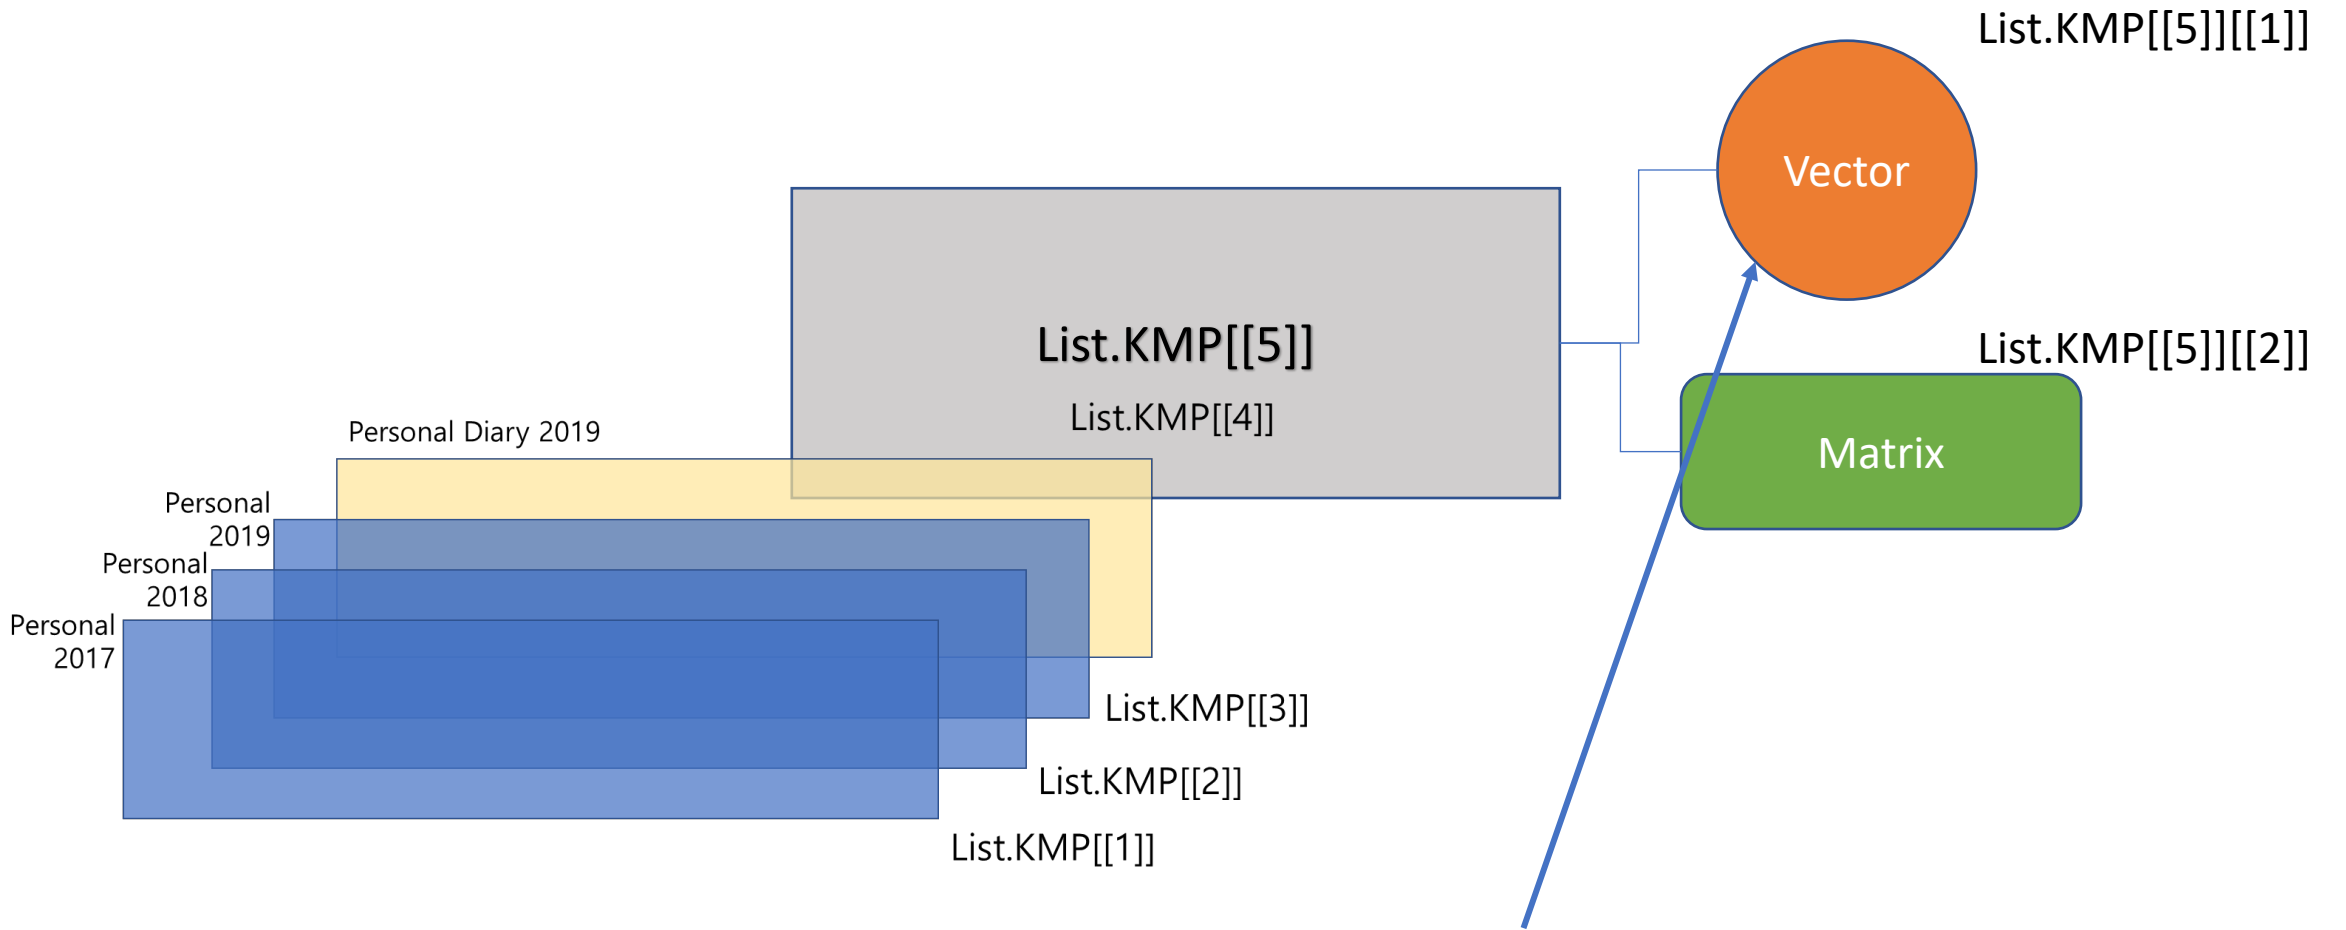 List.KMP[[5]][[1]]
Vector
List.KMP[[5]]
List.KMP[[5]][[2]]
List.KMP[[4]]
Matrix
Personal Diary 2019
Personal
2019
Personal
2018
Personal
2017
List.KMP[[3]]
List.KMP[[2]]
List.KMP[[1]]